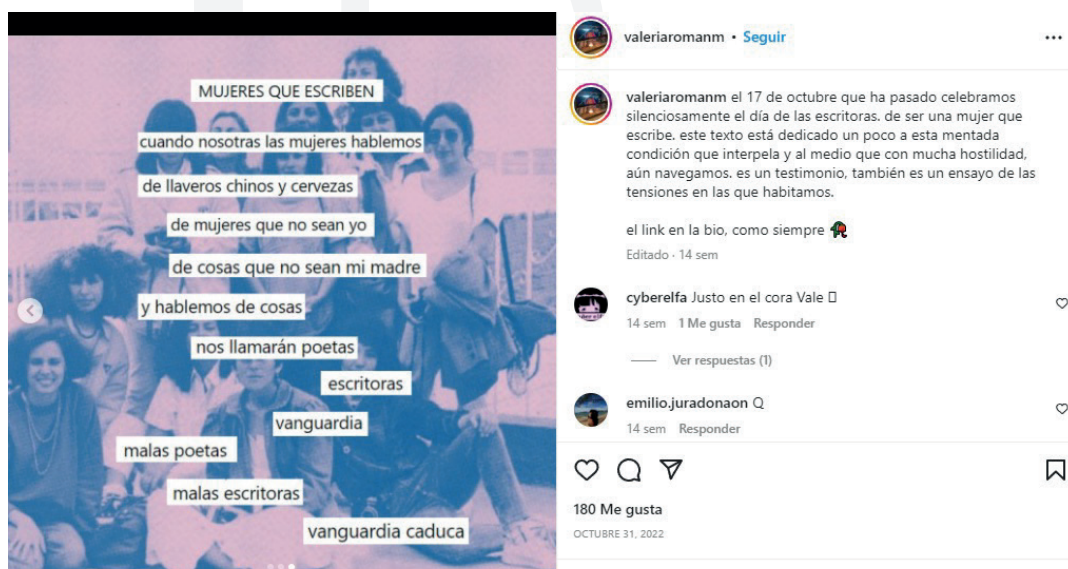 MUJERES QUE ESCRIBEN
cuando nosotras las mujeres hablemos
de llaveros chinos y cervezas
de mujeres que no sean yo
de cosas que no sean mi madre
y hablemos de cosas
nos llamarán poetas
escritoras
vanguardia
malas poetas
malas escritoras
vanguardia caduca
valeriaromanm • Seguir
valeriaromanm el 17 de octubre que ha pasado celebramos
silenciosamente el día de las escritoras. de ser una mujer que
escribe. este texto está dedicado un poco a esta mentada
condición que interpela y al medio que con mucha hostilidad,
aún navegamos. es un testimonio, también es un ensayo de las
tensiones en las que habitamos.
el link en la bio, como siempre
Editado · 14 sem
cyberelfa Justo en el cora Vale
14 sem 1 Me gusta Responder
Ver respuestas (1)
emilio.juradonaon Q
14 sem Responder
180 Me gusta
OCTUBRE 31, 2022